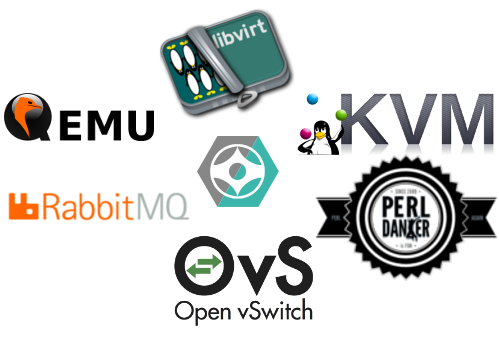 libvirt
QEMU
KVM
RabbitMQ
PERL
DANCER
OvS
Open vSwitch